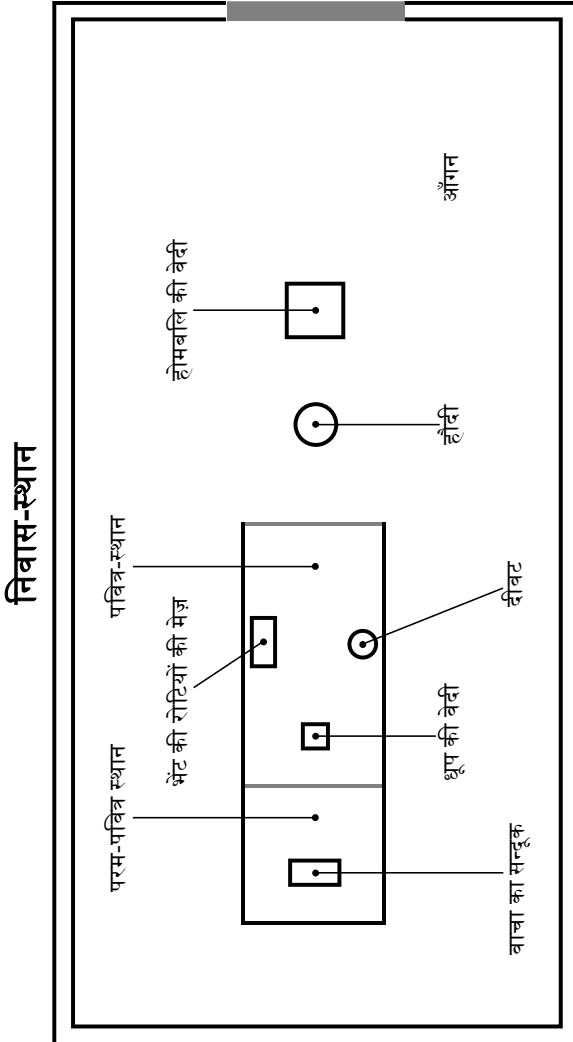 निवास-स्थान
परम-पवित्र स्थान
पवित्र-स्थान
भेंट की रोटियों की मेज़
होमबलि की वेदी
वाचा का सन्दूक
धूप की वेदी
दीवट
हौदी
आँगन